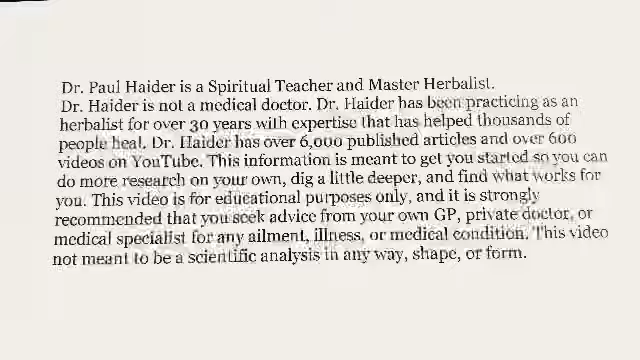 Dr. Paul Haider is a Spiritual Teacher and Master Herbalist.
Dr. Haider is not a medical doctor. Dr. Haider has been practicing as an
herbalist for over 30 years with expertise that has helped thousands of
people heal. Dr. Haider has over 6,000 published articles and over 600
videos on YouTube. This information is meant to get you started so you can
do more research on your own, dig a little deeper, and find what works for
you. This video is for educational purposes only, and it is strongly
recommended that you seek advice from your own GP, private doctor, or
medical specialist for any ailment, illness, or medical condition. This video
not meant to be a scientific analysis in any way, shape, or form.